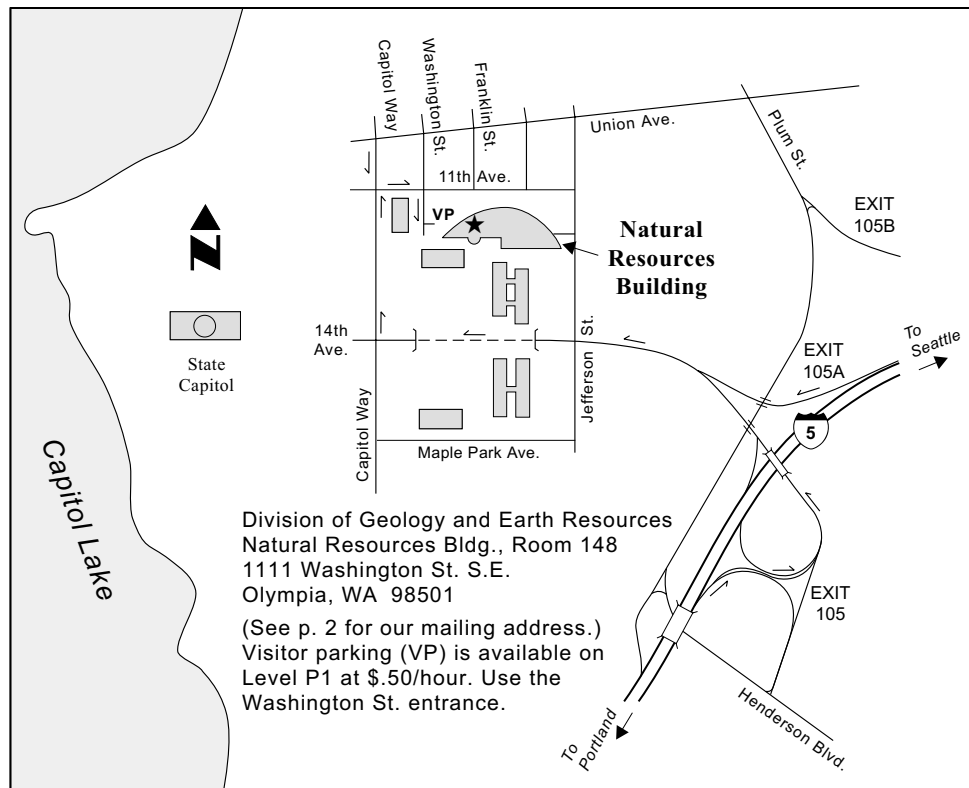 Capitol Way
Washington St.
Franklin St.
Union Ave.
Plum St.
11th Ave.
VP
EXIT
105B
Natural
Resources
Building
N
State
Capitol
14th
Ave.
Jefferson St.
To
Seattle
EXIT
105A
5
Capitol Way
Maple Park Ave.
Capitol Lake
Division of Geology and Earth Resources
Natural Resources Bldg., Room 148
1111 Washington St. S.E.
Olympia, WA 98501
(See p. 2 for our mailing address.)
Visitor parking (VP) is available on
Level P1 at $.50/hour. Use the
Washington St. entrance.
EXIT
105
Henderson Blvd.
To
Portland